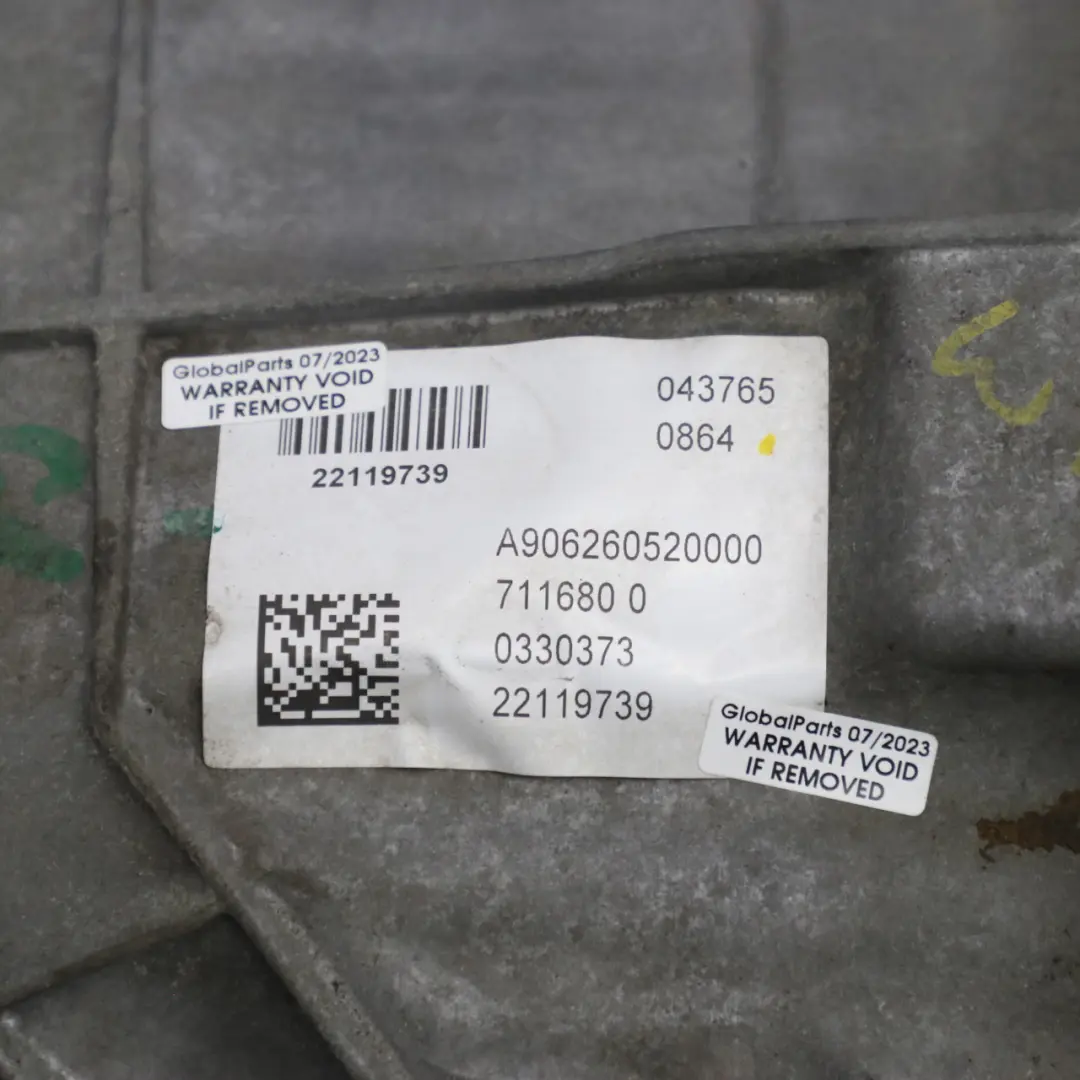 GlobalParts 07/2023
WARRANTY VOID
IF REMOVED
22119739
043765
0864
A906260520000
711680 0
0330373
22119739
GlobalParts 07/2023
WARRANTY VOID
IF REMOVED